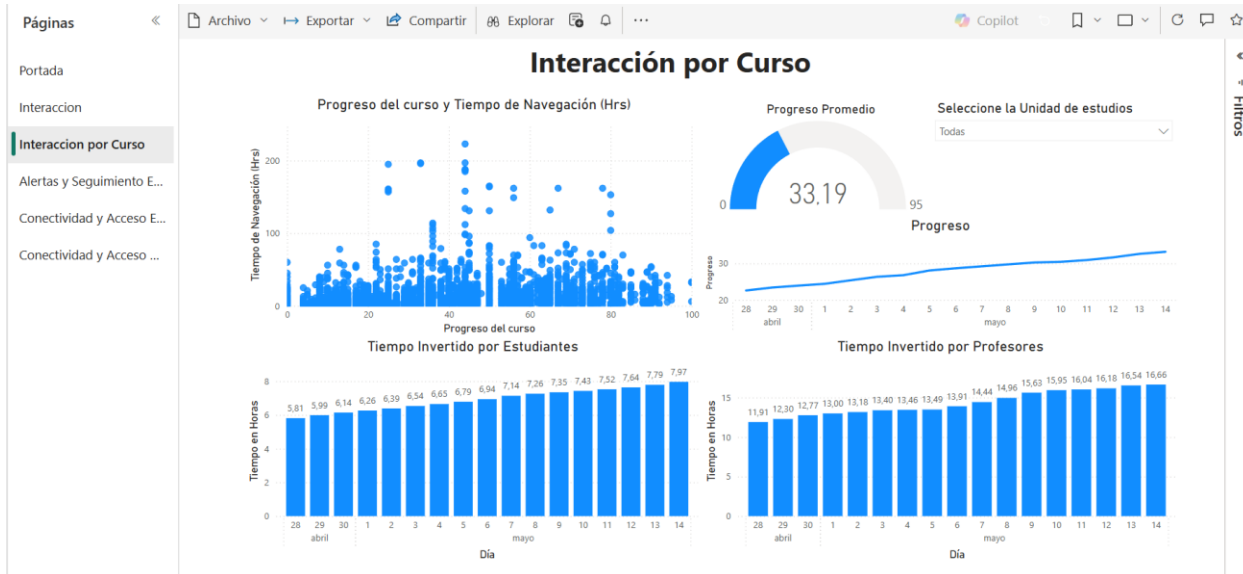 Páginas
Archivo
Exportar
Compartir
Explorar
Copilot
Portada
Interaccion
Interaccion por Curso
Alertas y Seguimiento E...
Conectividad y Acceso E...
Conectividad y Acceso ...
Filtros
Interacción por Curso
Progreso del curso y Tiempo de Navegación (Hrs)
Tiempo de Navegación (Hrs)
200
100
0
0 20 40 60 80 100
Progreso del curso
Progreso Promedio
33,19
0 95
Seleccione la Unidad de estudios
Todas
Progreso
Progreso
30
20
28 29 30 1 2 3 4 5 6 7 8 9 10 11 12 13 14
abril mayo
Tiempo Invertido por Estudiantes
Tiempo en Horas
8
6
4
2
0
5,81 5,99 6,14 6,26 6,39 6,54 6,65 6,79 6,94 7,14 7,26 7,35 7,43 7,52 7,64 7,79 7,97
28 29 30 1 2 3 4 5 6 7 8 9 10 11 12 13 14
abril mayo
Día
Tiempo Invertido por Profesores
Tiempo en Horas
15
10
5
0
11,91 12,30 12,77 13,00 13,18 13,40 13,46 13,49 13,91 14,44 14,96 15,63 15,95 16,04 16,18 16,54 16,66
28 29 30 1 2 3 4 5 6 7 8 9 10 11 12 13 14
abril mayo
Día